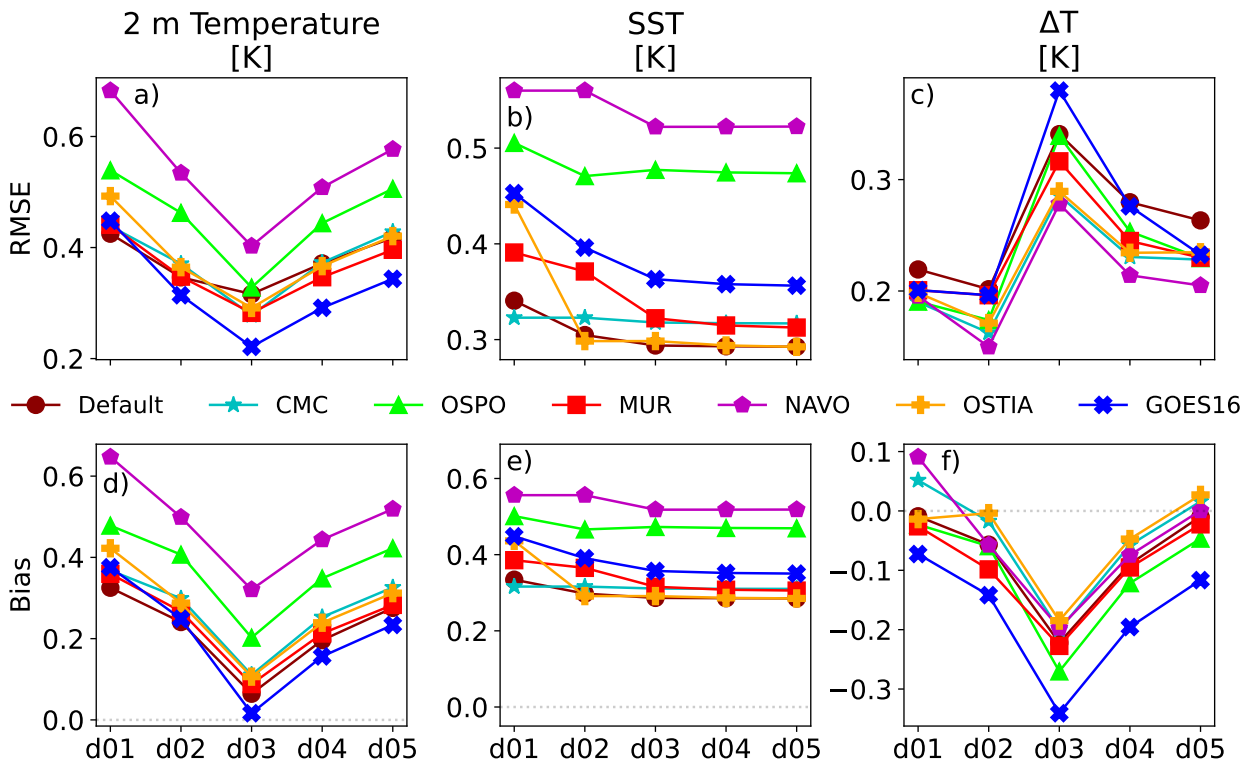 2 m Temperature
[K]
SST
[K]
ΔT
[K]
RMSE
a)
0.6
0.4
0.2
b)
0.5
0.4
0.3
c)
0.3
0.2
Default
CMC
OSPO
MUR
NAVO
OSTIA
GOES16
Bias
d)
0.6
0.4
0.2
0.0
d01 d02 d03 d04 d05
e)
0.6
0.4
0.2
0.0
d01 d02 d03 d04 d05
f)
0.1
0.0
−0.1
−0.2
−0.3
d01 d02 d03 d04 d05